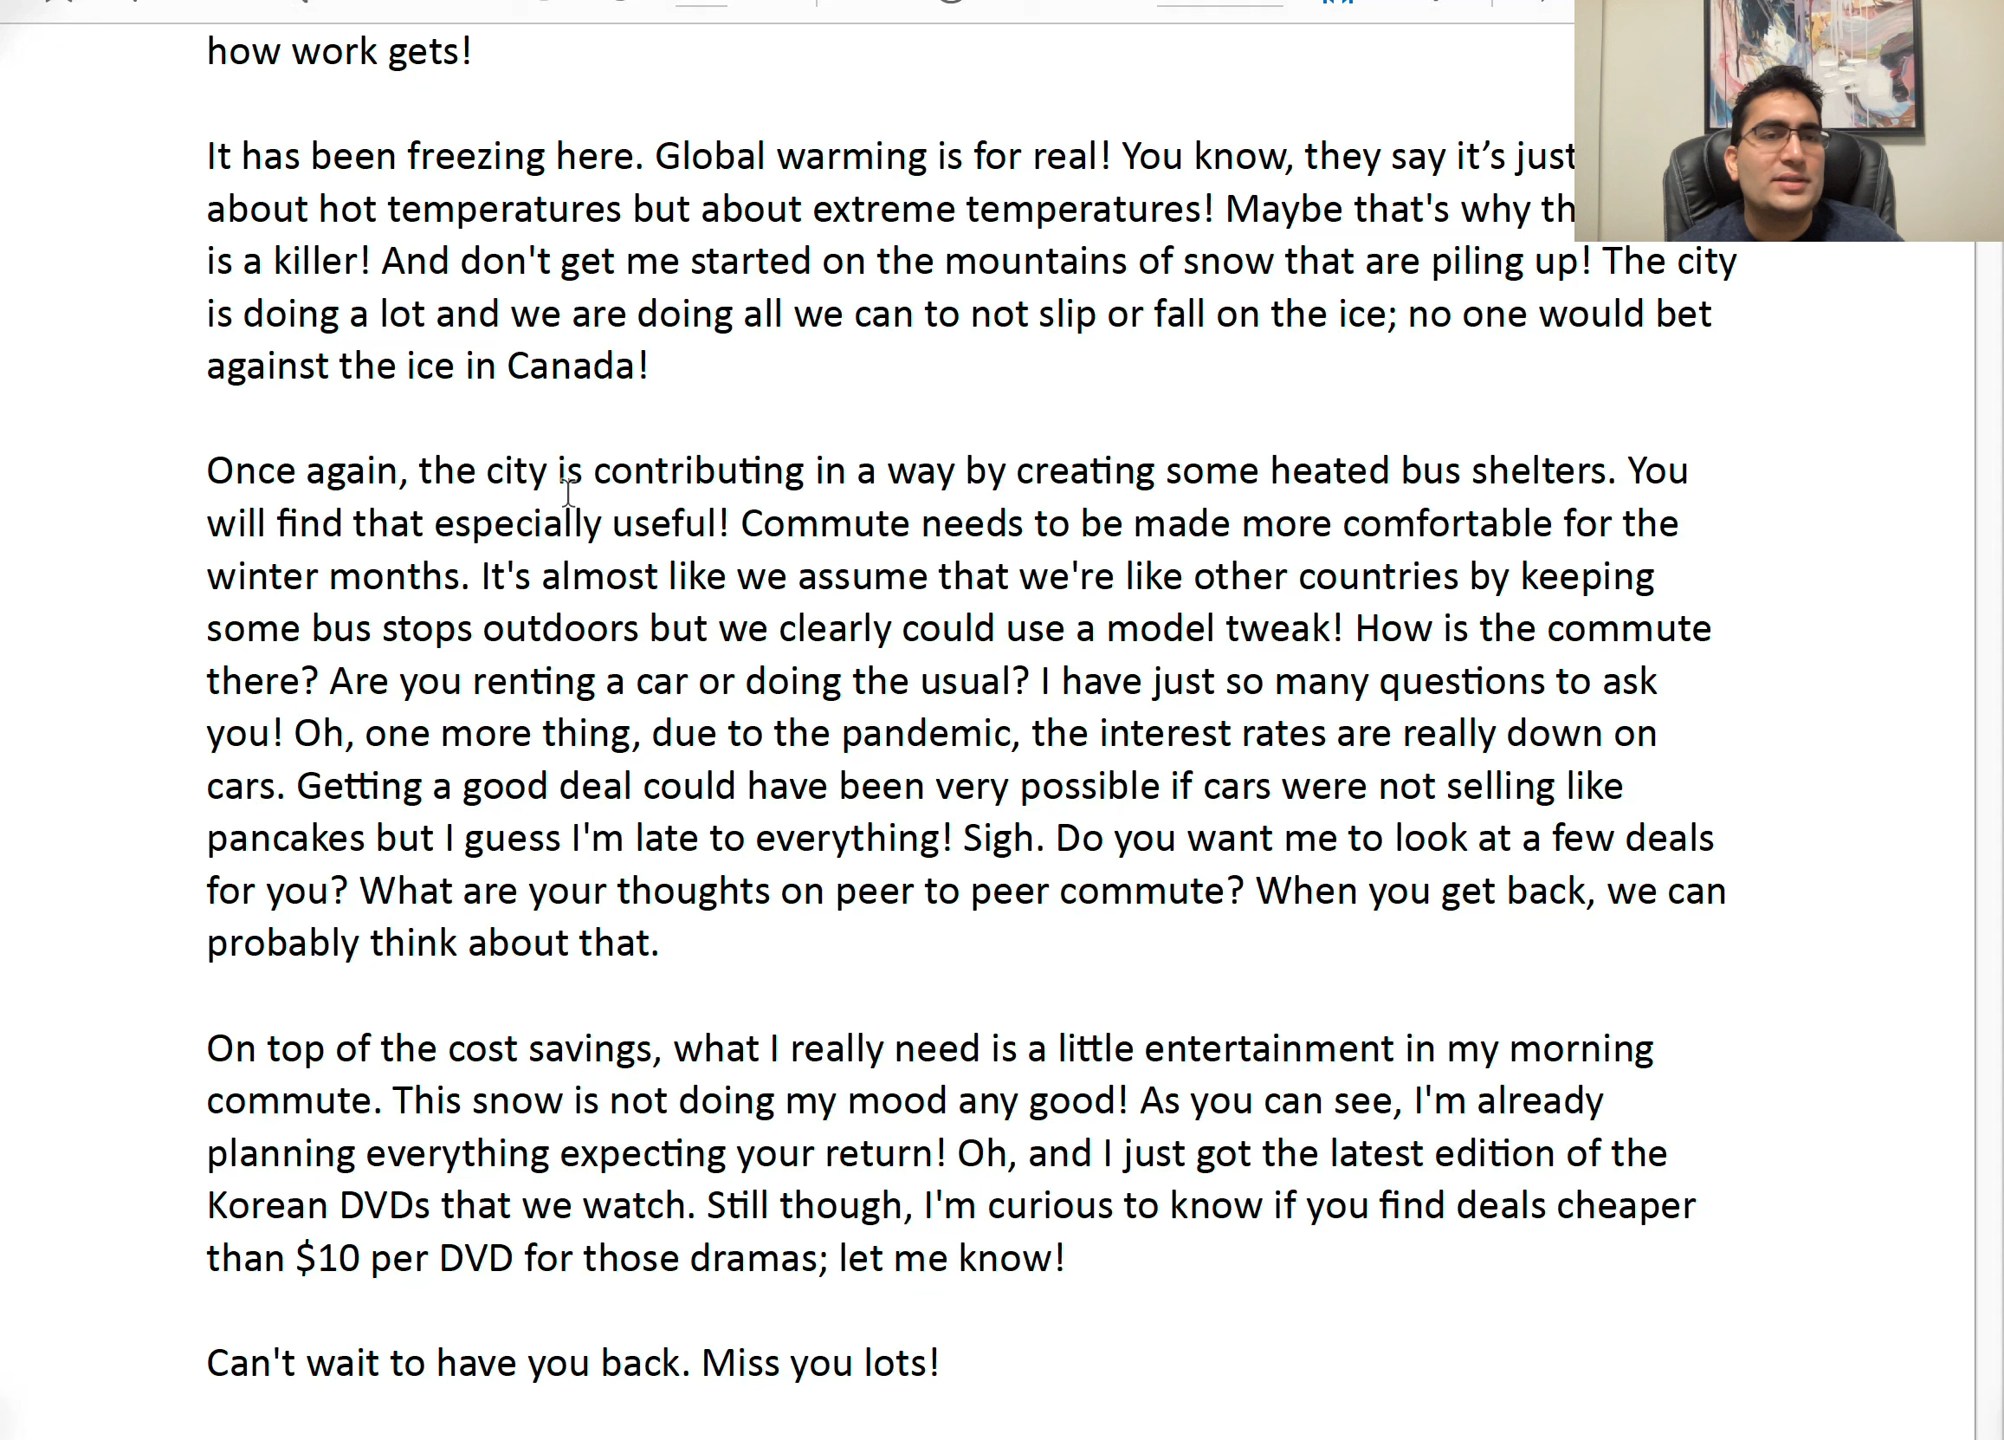 how work gets!
It has been freezing here. Global warming is for real! You know, they say it’s just
about hot temperatures but about extreme temperatures! Maybe that's why
is a killer! And don't get me started on the mountains of snow that are piling up! The city
is doing a lot and we are doing all we can to not slip or fall on the ice; no one would bet
against the ice in Canada!
Once again, the city is contributing in a way by creating some heated bus shelters. You
will find that especially useful! Commute needs to be made more comfortable for the
winter months. It's almost like we assume that we're like other countries by keeping
some bus stops outdoors but we clearly could use a model tweak! How is the commute
there? Are you renting a car or doing the usual? I have just so many questions to ask
you! Oh, one more thing, due to the pandemic, the interest rates are really down on
cars. Getting a good deal could have been very possible if cars were not selling like
pancakes but I guess I'm late to everything! Sigh. Do you want me to look at a few deals
for you? What are your thoughts on peer to peer commute? When you get back, we can
probably think about that.
On top of the cost savings, what I really need is a little entertainment in my morning
commute. This snow is not doing my mood any good! As you can see, I'm already
planning everything expecting your return! Oh, and I just got the latest edition of the
Korean DVDs that we watch. Still though, I'm curious to know if you find deals cheaper
than $10 per DVD for those dramas; let me know!
Can't wait to have you back. Miss you lots!